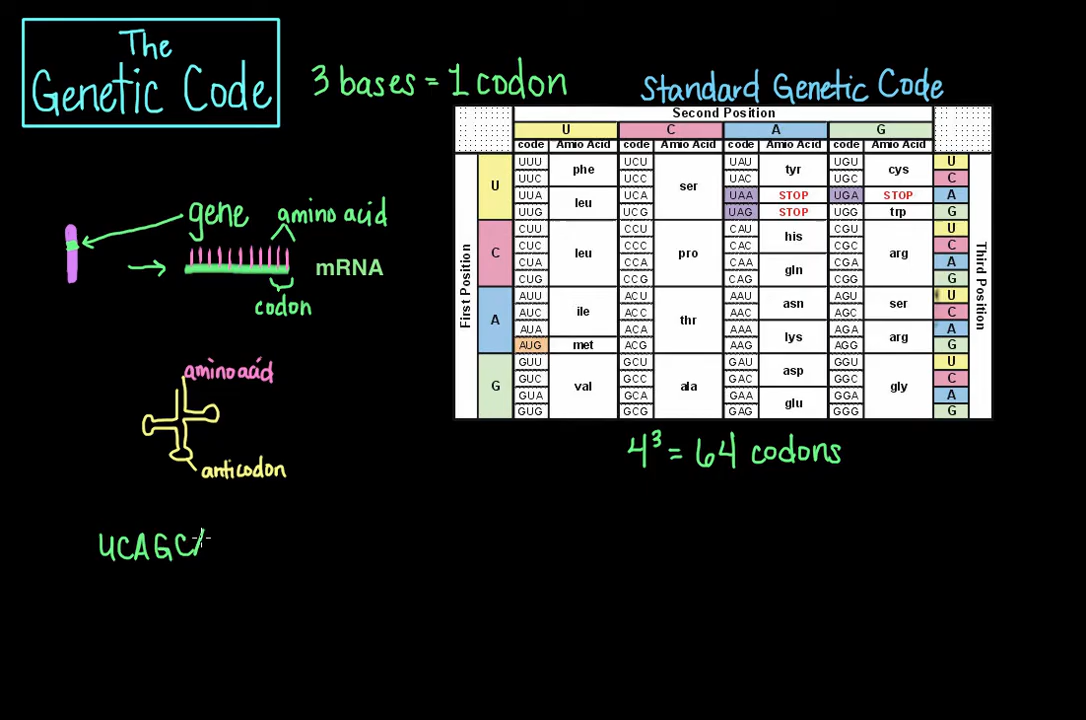 The
Genetic Code
3 bases = 1 codon
Standard Genetic Code
Second Position
U C A G
code Amio Acid code Amio Acid code Amio Acid code Amio Acid
First Position
Third Position
U
UUU phe UCU ser UAU tyr UGU cys U
UUC UCC UAC UGC C
UUA leu UCA UAA STOP UGA STOP A
UUG UCG UAG STOP UGG trp G
C
CUU leu CCU pro CAU his CGU arg U
CUC CCC CAC CGC C
CUA CCA CAA gln CGA A
CUG CCG CAG CGG G
A
AUU ile ACU thr AAU asn AGU ser U
AUC ACC AAC AGC C
AUA ACA AAA lys AGA arg A
AUG met ACG AAG AGG G
G
GUU val GCU ala GAU asp GGU gly U
GUC GCC GAC GGC C
GUA GCA GAA glu GGA A
GUG GCG GAG GGG G
4³ = 64 codons
gene
amino acid
mRNA
codon
amino acid
anticodon
UCAGC